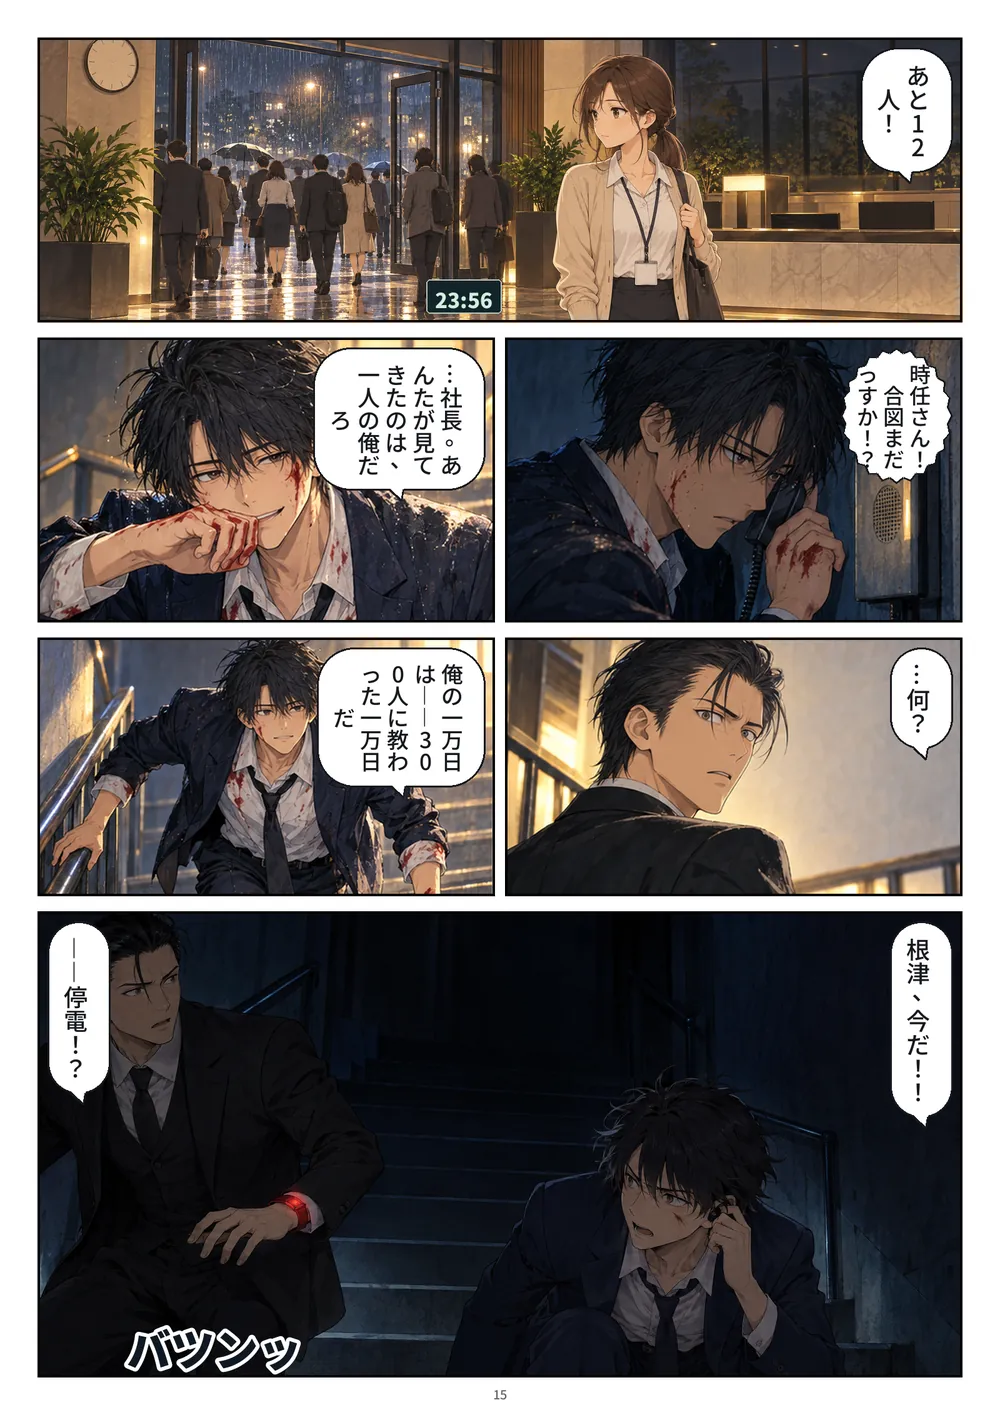 あと12
人！
23:56
時任さん！
合図まだ
っすか！？
…社長。あ
んたが見て
きたのは、
一人の俺だ
ろ
…何？
俺の一万日
は――30
0人に教わ
った一万日
だ
根津、今だ！！
――停電！？
バツンッ
15